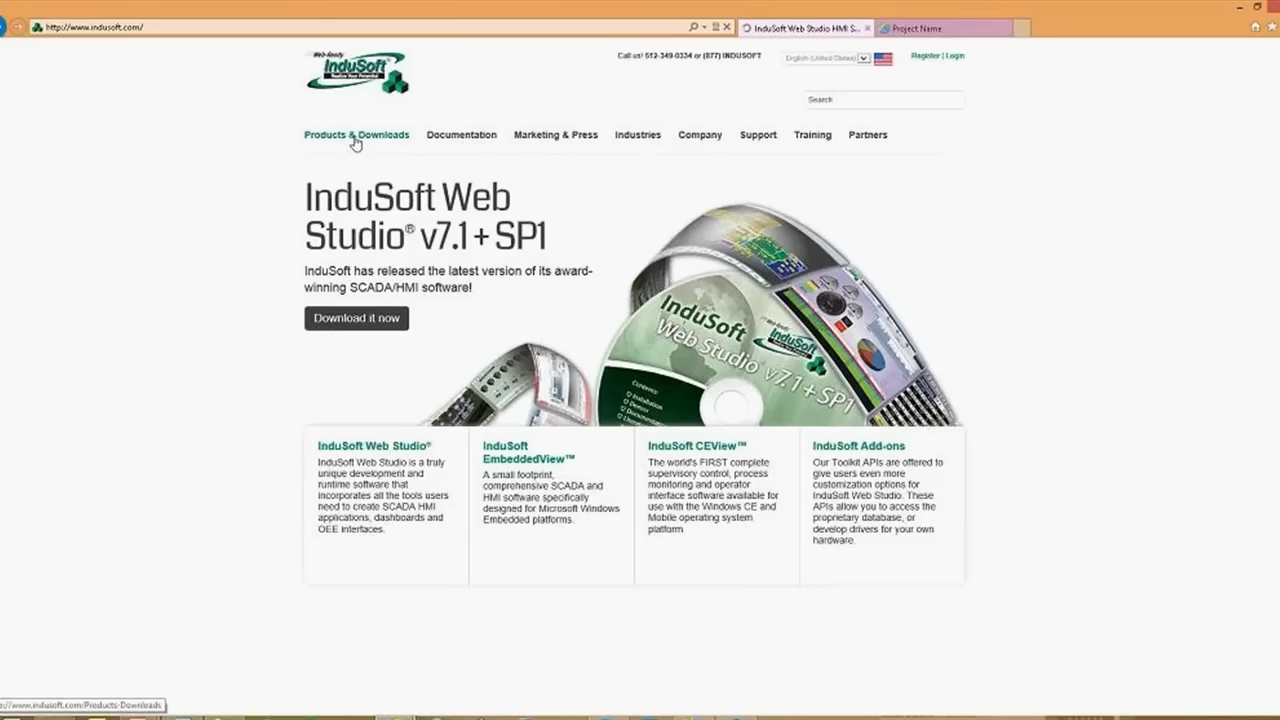 http://www.indusoft.com/
InduSoft Web Studio HMI S...
Project Name
Web-Ready
InduSoft
Call us! 512-349-0334 or (877) INDUSOFT
English (United States)
Register | Login
Search
Products & Downloads
Documentation
Marketing & Press
Industries
Company
Support
Training
Partners
InduSoft Web
Studio® v7.1 + SP1
InduSoft has released the latest version of its award-
winning SCADA/HMI software!
Download it now
InduSoft
Web Studio v7.1 + SP1
InduSoft
Contents:
Installation
Demos
InduSoft Web Studio®
InduSoft Web Studio is a truly
unique development and
runtime software that
incorporates all the tools users
need to create SCADA HMI
applications, dashboards and
OEE interfaces.
InduSoft
EmbeddedView™
A small footprint,
comprehensive SCADA and
HMI software specifically
designed for Microsoft Windows
Embedded platforms.
InduSoft CEView™
The world's FIRST complete
supervisory control, process
monitoring and operator
interface software available for
use with the Windows CE and
Mobile operating system
platform
InduSoft Add-ons
Our Toolkit APIs are offered to
give users even more
customization options for
InduSoft Web Studio. These
APIs allow you to access the
proprietary database, or
develop drivers for your own
hardware.
://www.indusoft.com/Products-Downloads